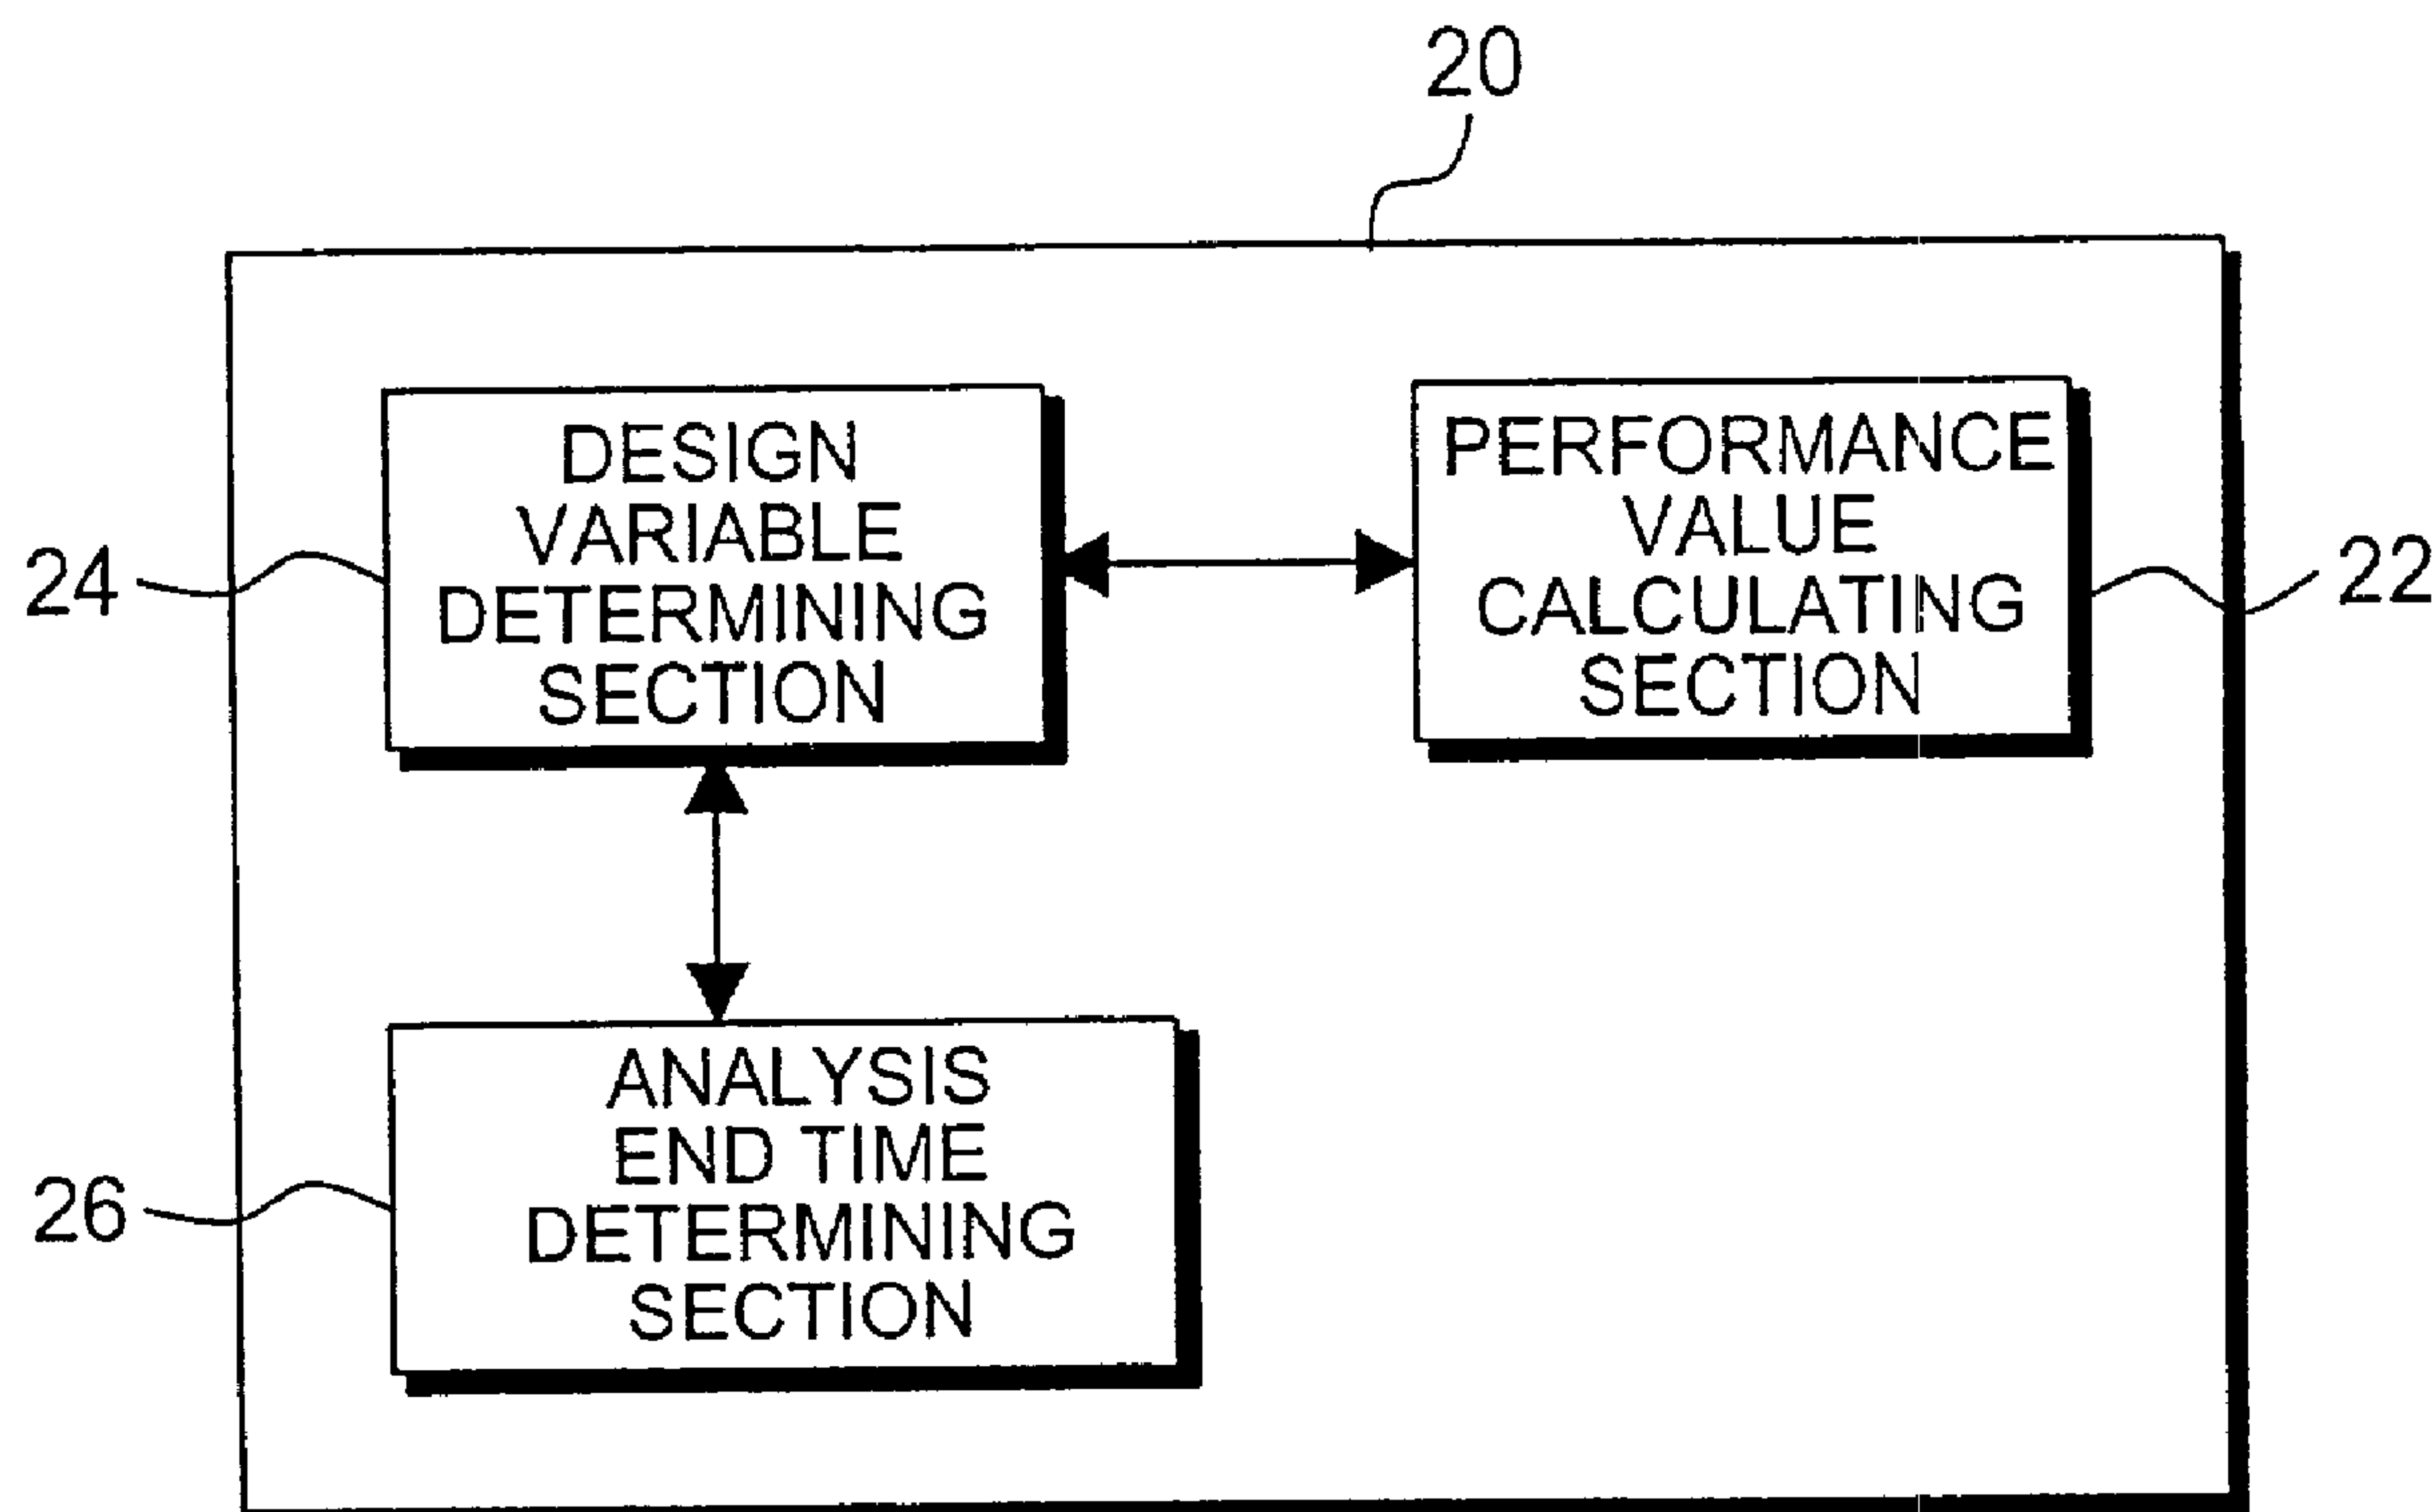 20
DESIGN
VARIABLE
DETERMINING
SECTION
PERFORMANCE
VALUE
CALCULATING
SECTION
24
22
ANALYSIS
END TIME
DETERMINING
SECTION
26